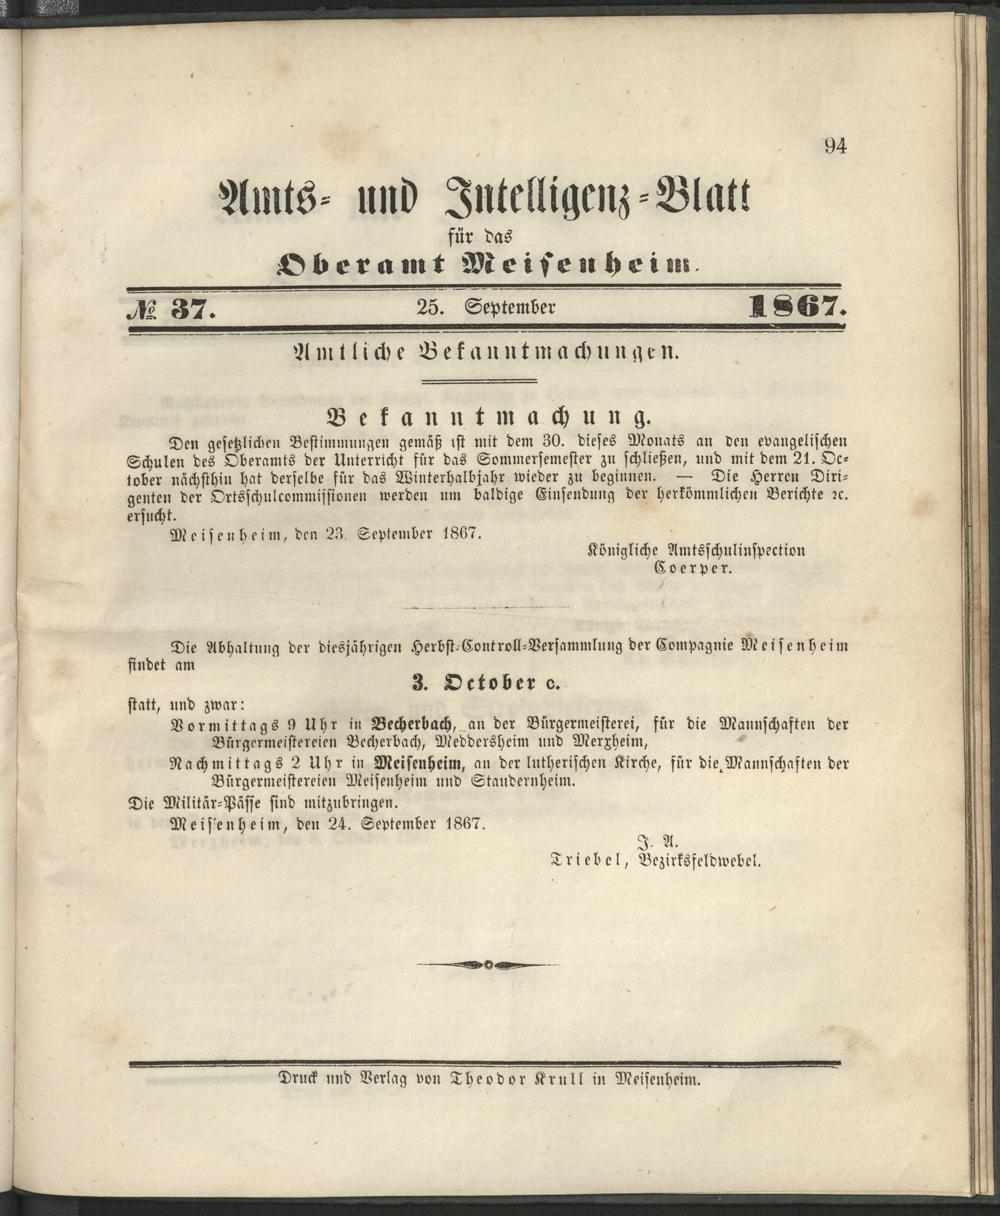 94
Amts- und Intelligenz-Blatt
für das
Oberamt Meisenheim.
№ 37. 25. September 1867.
Amtliche Bekanntmachungen.
Bekanntmachung.
Den gesetzlichen Bestimmungen gemäß ist mit dem 30. dieses Monats an den evangelischen
Schulen des Oberamts der Unterricht für das Sommersemester zu schließen, und mit dem 21. Oc-
tober nächsthin hat derselbe für das Winterhalbjahr wieder zu beginnen. — Die Herren Diri-
genten der Ortsschulcommissionen werden um baldige Einsendung der herkömmlichen Berichte ꝛc.
ersucht.
Meisenheim, den 23. September 1867.
Königliche Amtsschulinspection
Coerper.
Die Abhaltung der diesjährigen Herbst-Controll-Versammlung der Compagnie Meisenheim
findet am
3. October c.
statt, und zwar:
Vormittags 9 Uhr in Becherbach, an der Bürgermeisterei, für die Mannschaften der
Bürgermeistereien Becherbach, Meddersheim und Merxheim,
Nachmittags 2 Uhr in Meisenheim, an der lutherischen Kirche, für die Mannschaften der
Bürgermeistereien Meisenheim und Staudernheim.
Die Militär-Pässe sind mitzubringen.
Meisenheim, den 24. September 1867.
J. A.
Triebel, Bezirksfeldwebel.
Druck und Verlag von Theodor Krull in Meisenheim.